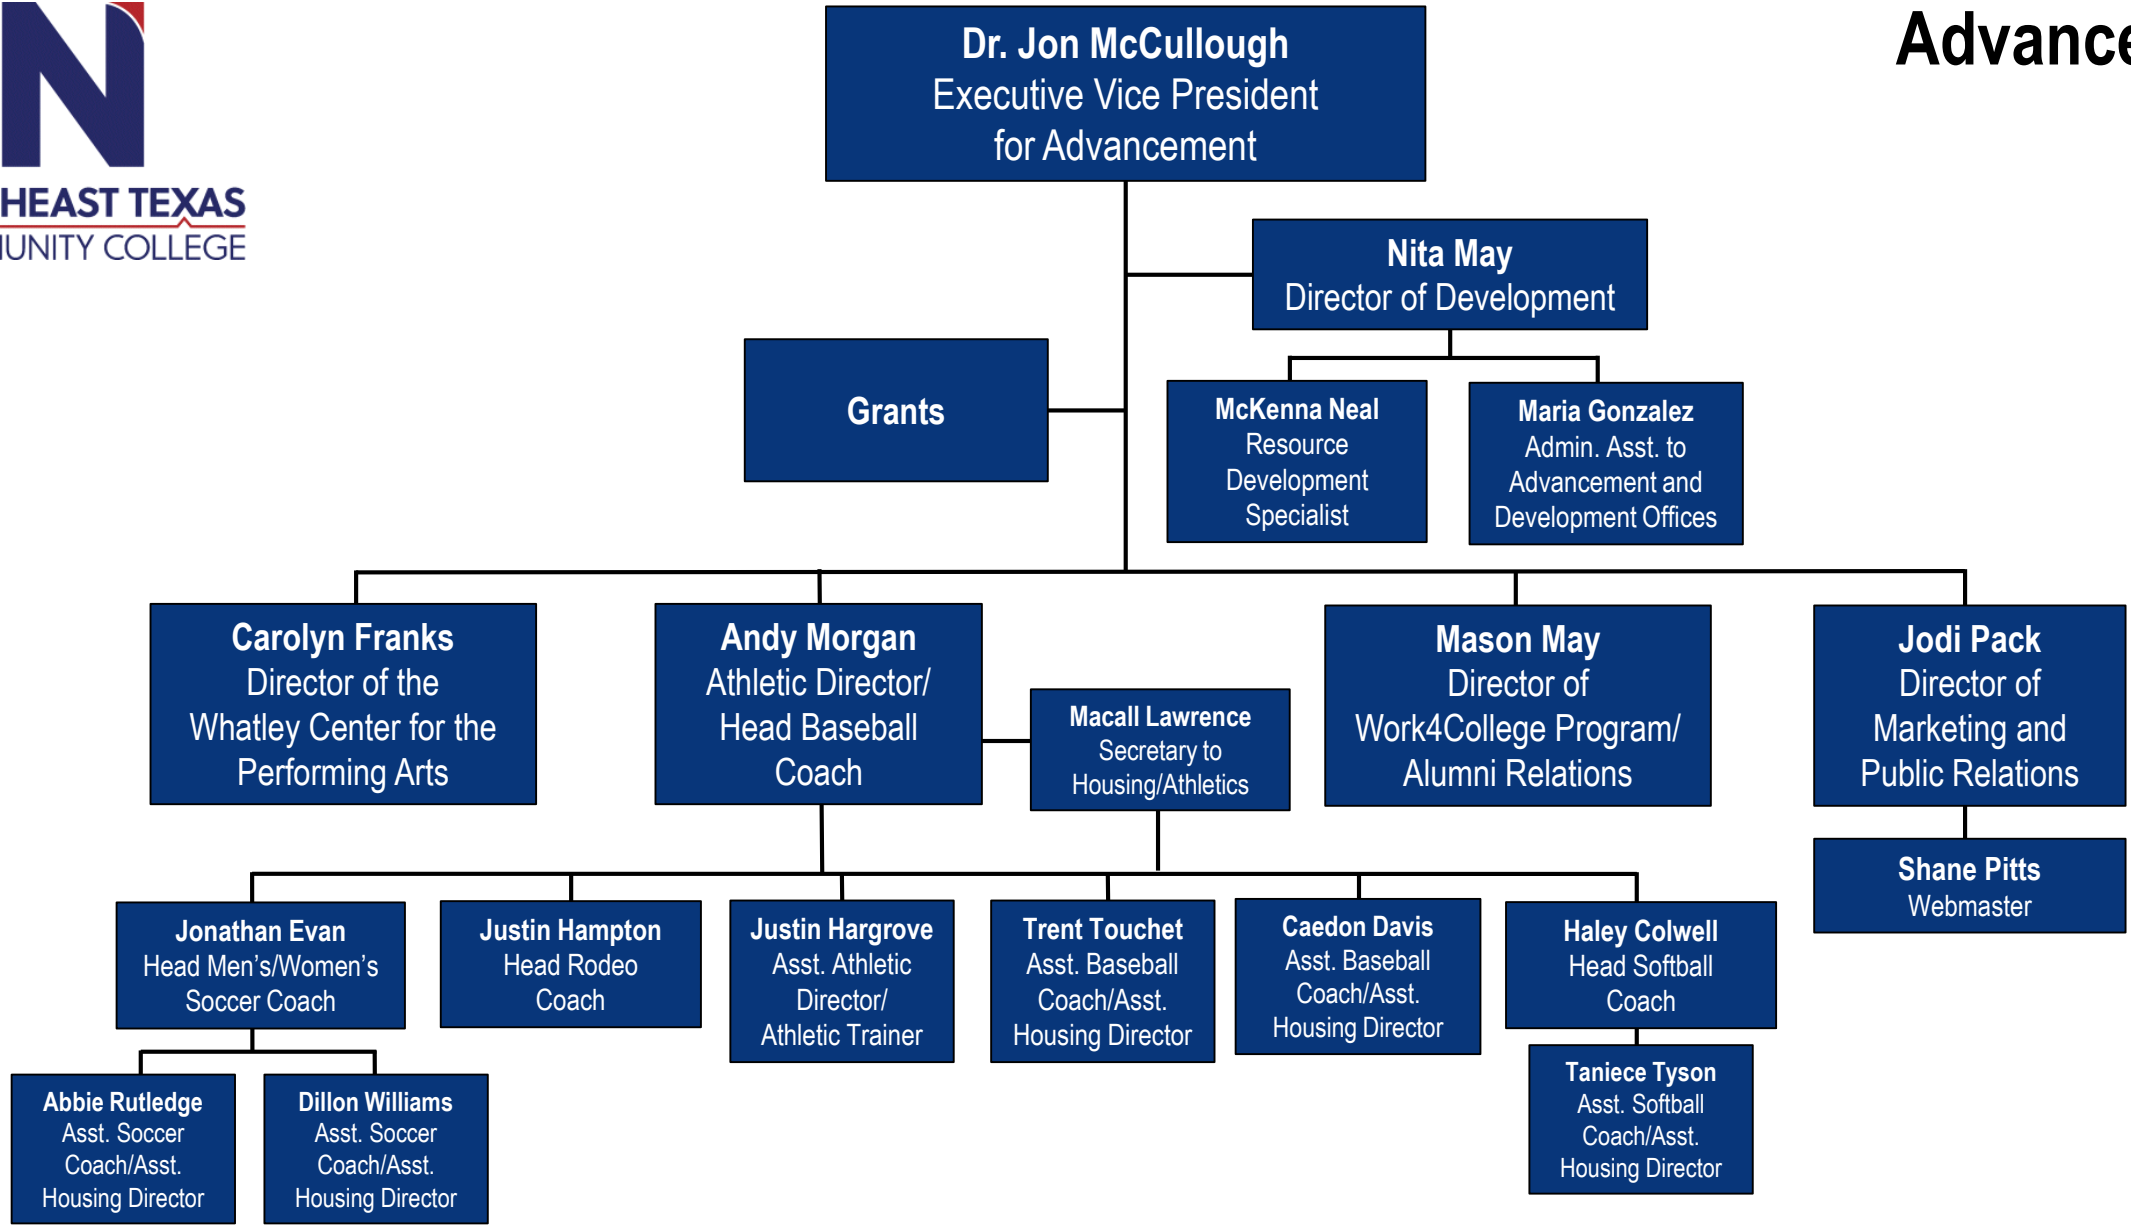 HEAST TEXAS
UNITY COLLEGE
Advance
Dr. Jon McCullough
Executive Vice President
for Advancement
Nita May
Director of Development
Grants
McKenna Neal
Resource
Development
Specialist
Maria Gonzalez
Admin. Asst. to
Advancement and
Development Offices
Carolyn Franks
Director of the
Whatley Center for the
Performing Arts
Andy Morgan
Athletic Director/
Head Baseball
Coach
Macall Lawrence
Secretary to
Housing/Athletics
Mason May
Director of
Work4College Program/
Alumni Relations
Jodi Pack
Director of
Marketing and
Public Relations
Shane Pitts
Webmaster
Jonathan Evan
Head Men’s/Women’s
Soccer Coach
Justin Hampton
Head Rodeo
Coach
Justin Hargrove
Asst. Athletic
Director/
Athletic Trainer
Trent Touchet
Asst. Baseball
Coach/Asst.
Housing Director
Caedon Davis
Asst. Baseball
Coach/Asst.
Housing Director
Haley Colwell
Head Softball
Coach
Abbie Rutledge
Asst. Soccer
Coach/Asst.
Housing Director
Dillon Williams
Asst. Soccer
Coach/Asst.
Housing Director
Taniece Tyson
Asst. Softball
Coach/Asst.
Housing Director